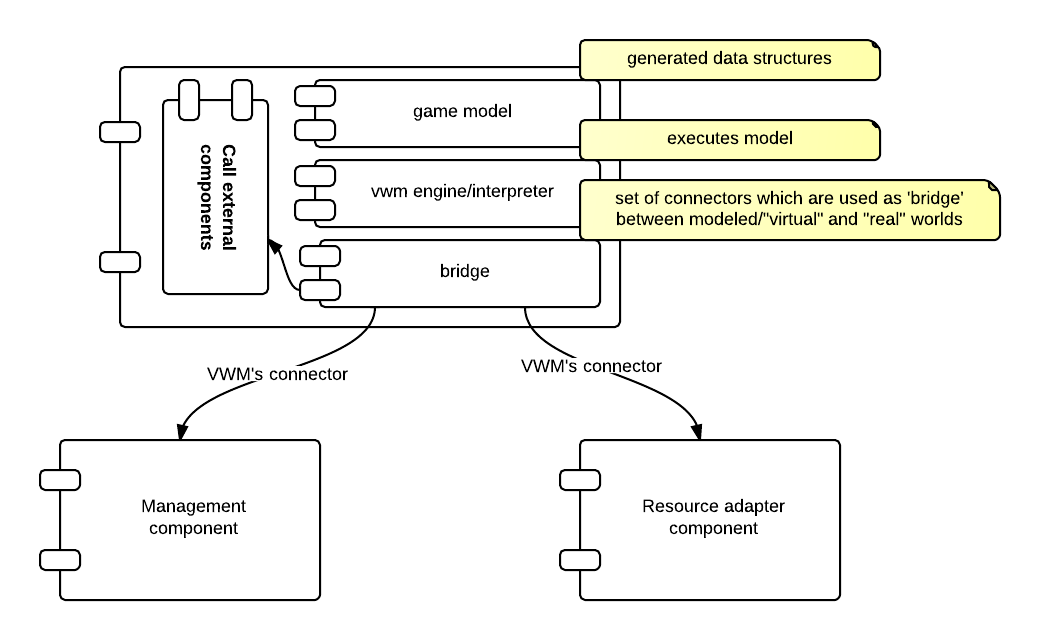 generated data structures
game model
executes model
Call external
components
vwm engine/interpreter
set of connectors which are used as 'bridge'
between modeled/"virtual" and "real" worlds
bridge
VWM's connector
VWM's connector
Management
component
Resource adapter
component